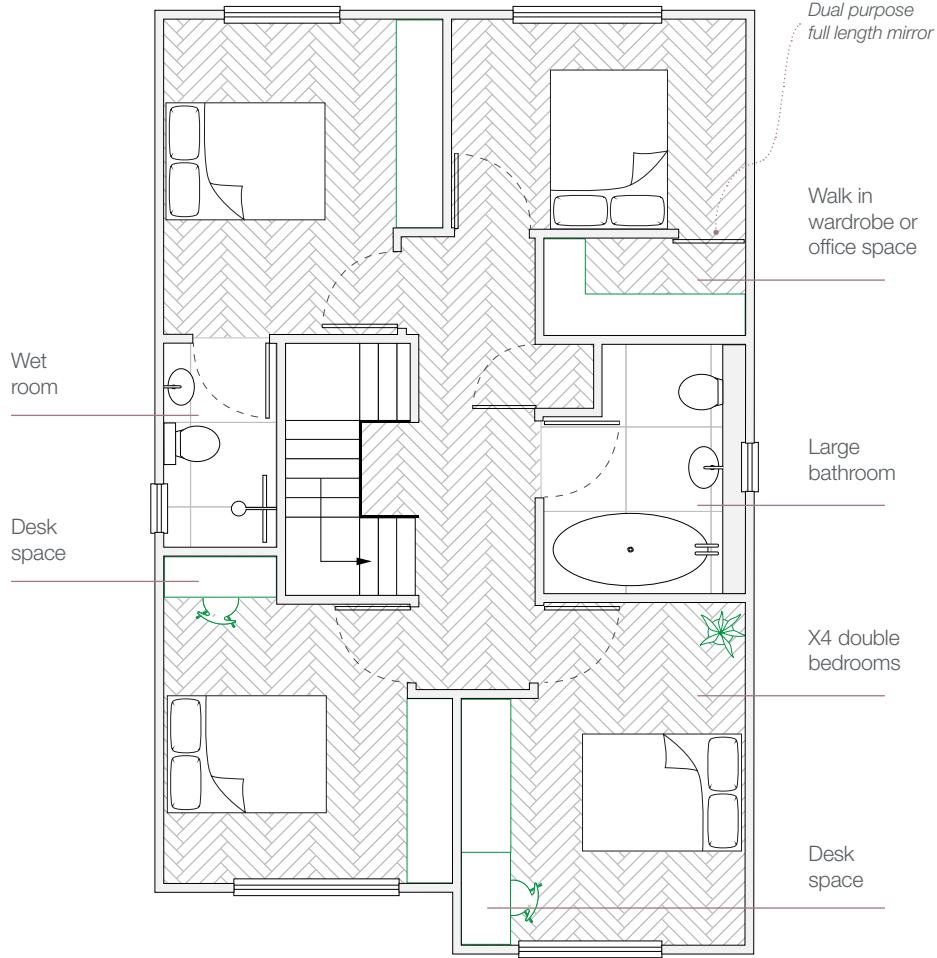 Dual purpose
full length mirror
Walk in
wardrobe or
office space
Wet
room
Large
bathroom
Desk
space
X4 double
bedrooms
Desk
space